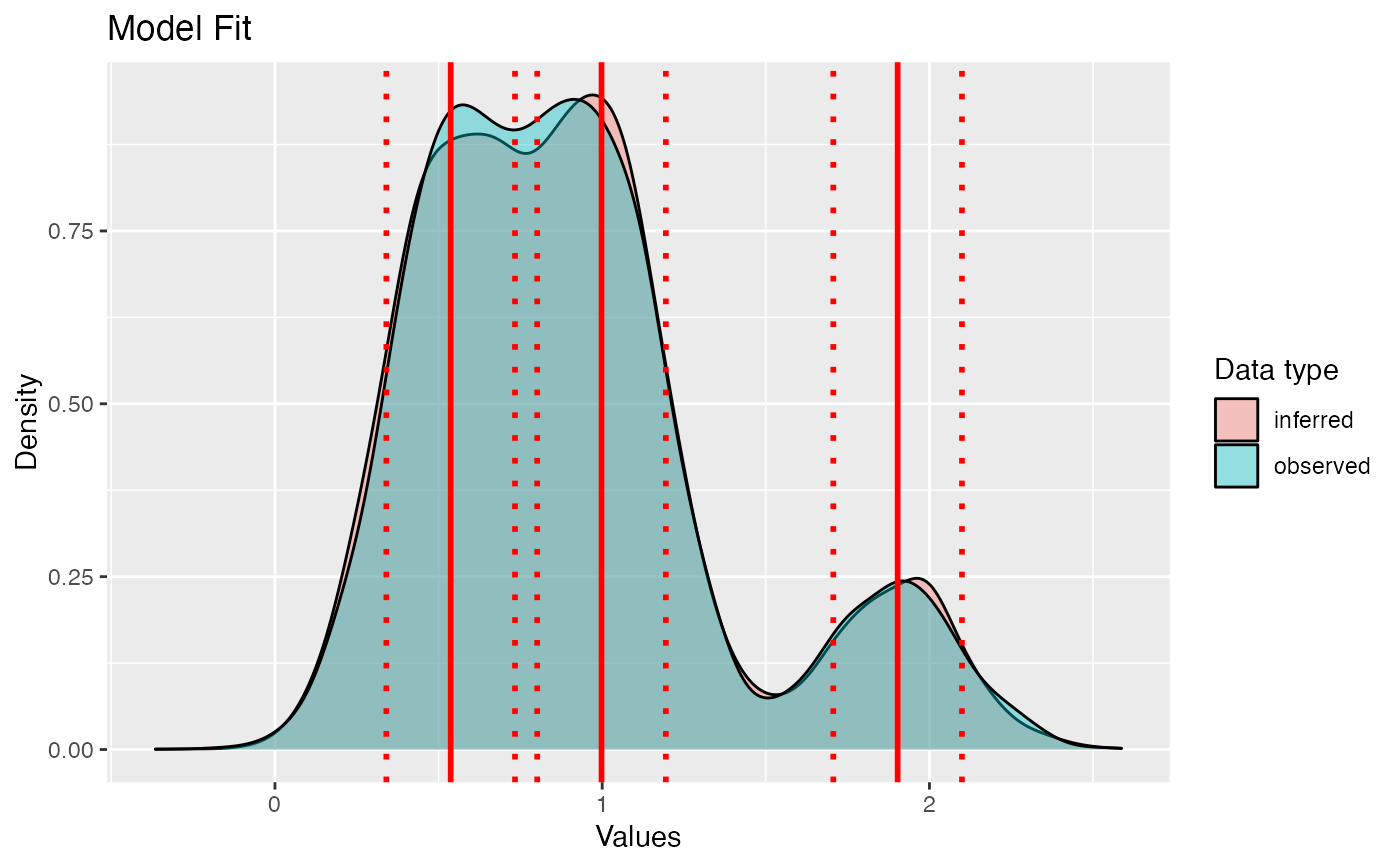 Model Fit
Density
0.75
0.50
0.25
0.00
0
1
2
Values
Data type
inferred
observed